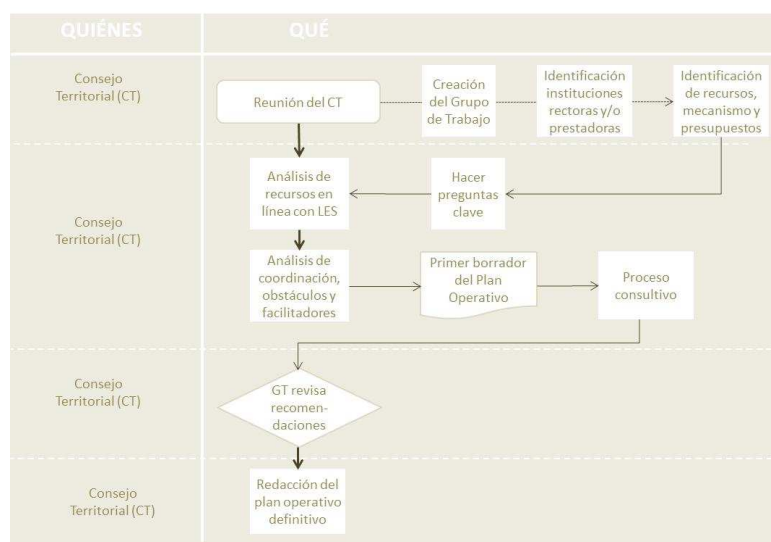 QUIÉNES
QUÉ
Consejo
Territorial (CT)
Reunión del CT
Creación
del Grupo
de Trabajo
Identificación
instituciones
rectoras y/o
prestadoras
Identificación
de recursos,
mecanismo y
presupuestos
Consejo
Territorial (CT)
Análisis de
recursos en
línea con LES
Hacer
preguntas
clave
Análisis de
coordinación,
obstáculos y
facilitadores
Primer borrador
del Plan
Operativo
Proceso
consultivo
Consejo
Territorial (CT)
GT revisa
recomen-
daciones
Consejo
Territorial (CT)
Redacción del
plan operativo
definitivo